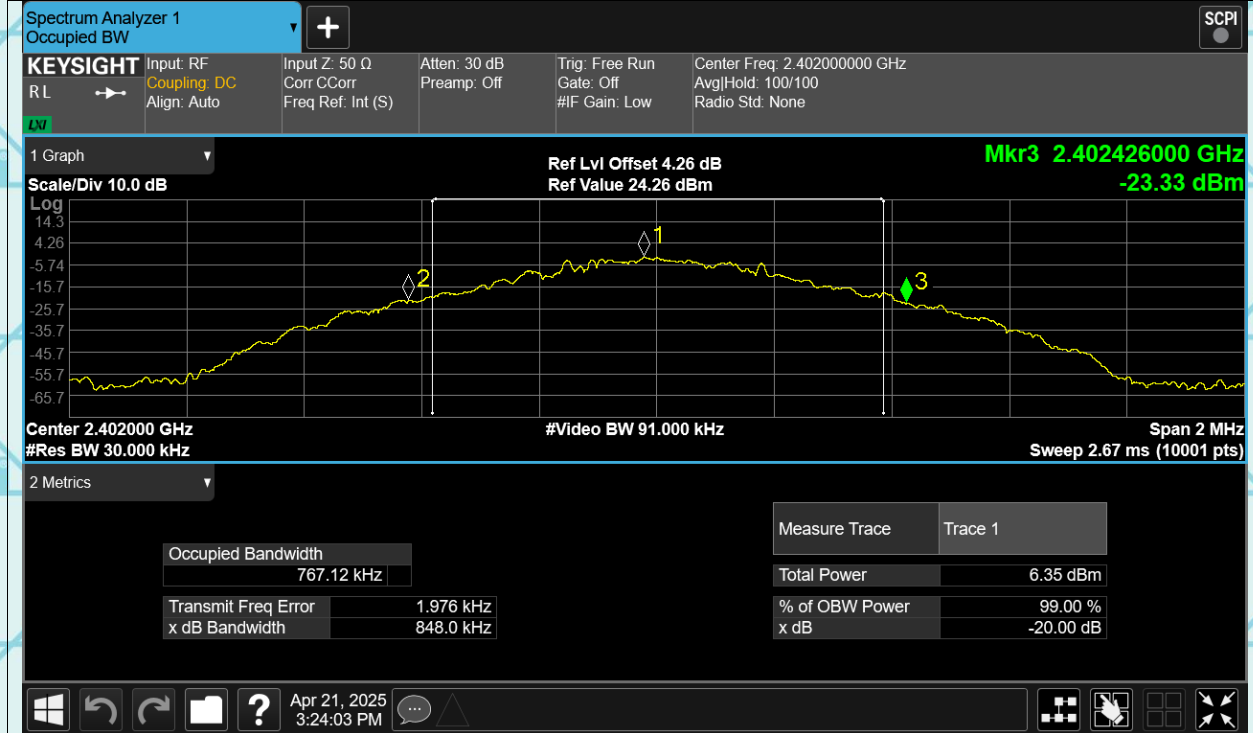 Spectrum Analyzer 1
Occupied BW
+
SCPI
KEYSIGHT
RL
LXI
Input: RF
Coupling: DC
Align: Auto
Input Z: 50 Ω
Corr CCorr
Freq Ref: Int (S)
Atten: 30 dB
Preamp: Off
Trig: Free Run
Gate: Off
#IF Gain: Low
Center Freq: 2.402000000 GHz
Avg|Hold: 100/100
Radio Std: None
1 Graph
Scale/Div 10.0 dB
Ref Lvl Offset 4.26 dB
Ref Value 24.26 dBm
Mkr3 2.402426000 GHz
-23.33 dBm
Log
14.3
4.26
-5.74
-15.7
-25.7
-35.7
-45.7
-55.7
-65.7
1
2
3
Center 2.402000 GHz
#Res BW 30.000 kHz
#Video BW 91.000 kHz
Span 2 MHz
Sweep 2.67 ms (10001 pts)
2 Metrics
Occupied Bandwidth
767.12 kHz
Transmit Freq Error 1.976 kHz
x dB Bandwidth 848.0 kHz
Measure Trace Trace 1
Total Power 6.35 dBm
% of OBW Power 99.00 %
x dB -20.00 dB
?
Apr 21, 2025
3:24:03 PM